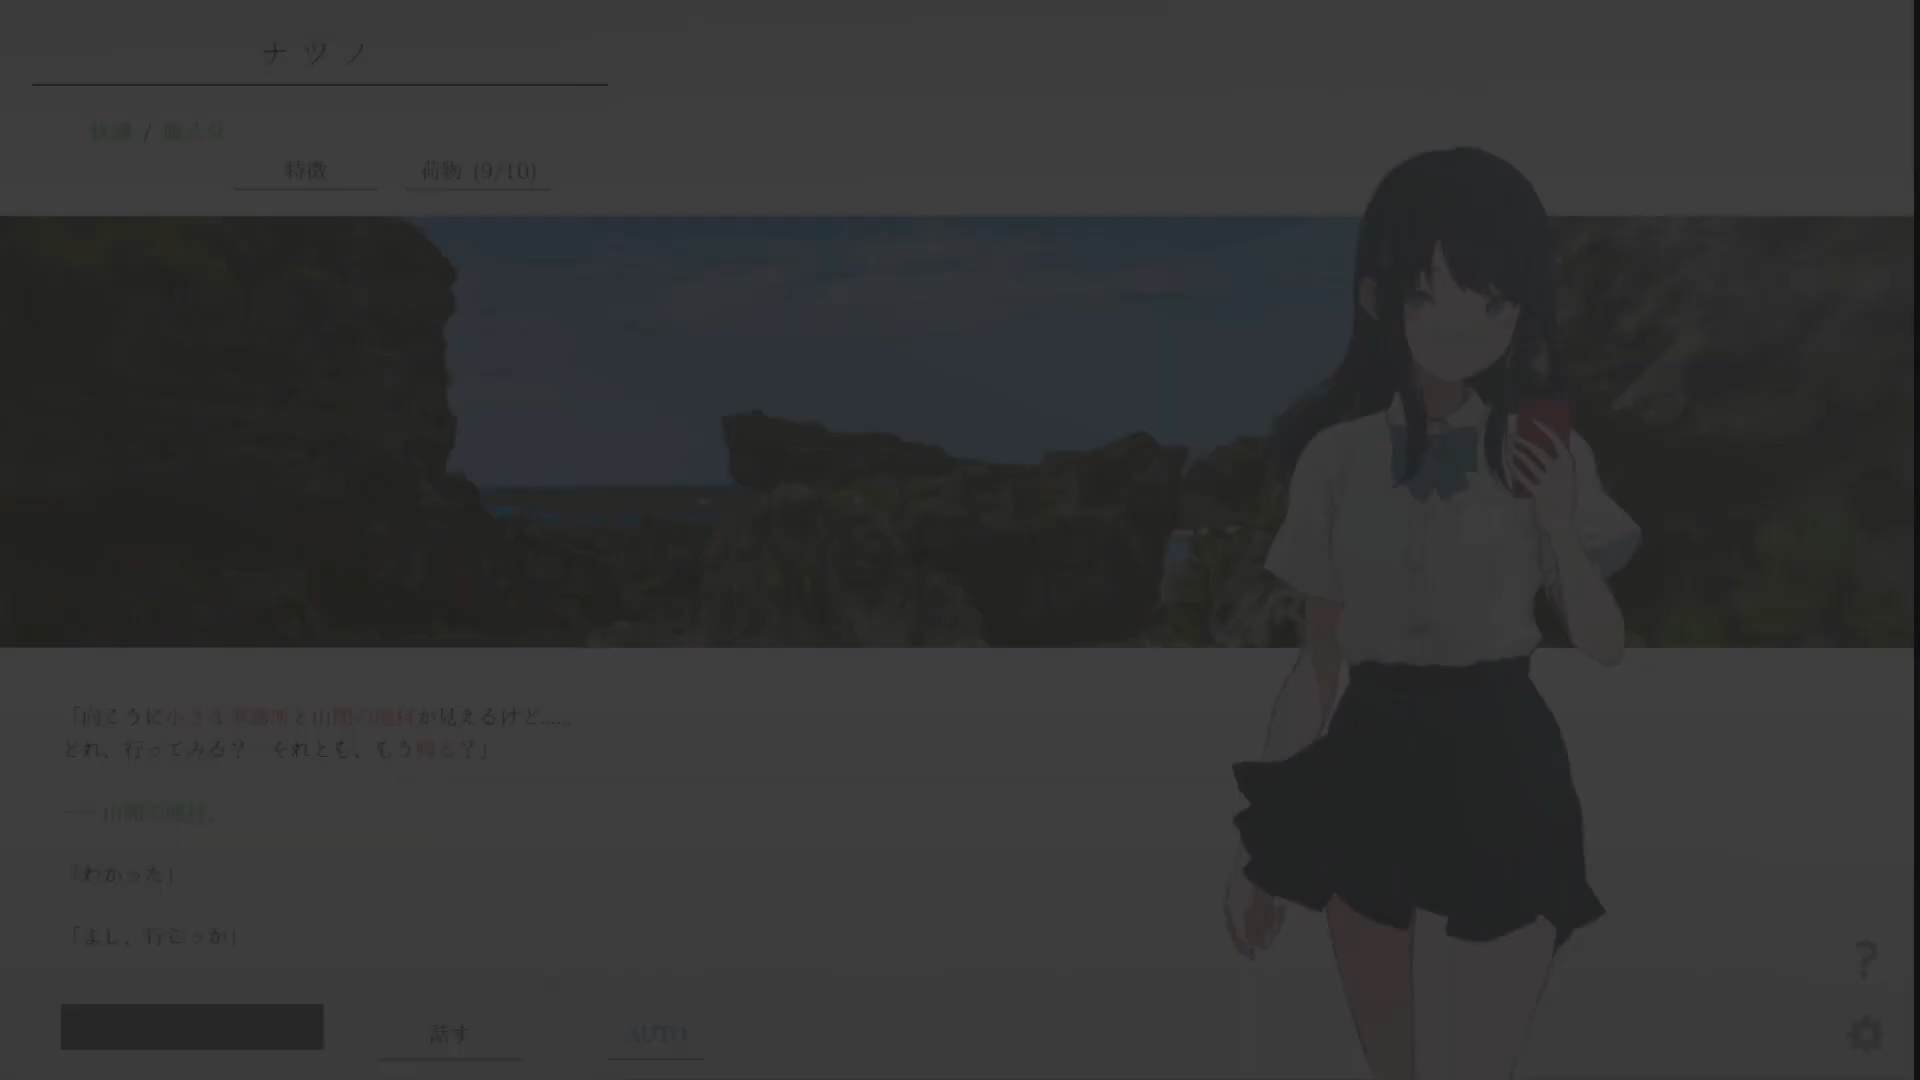 ナツノ
特徴
荷物 (9/10)
「向こうに小さな診療所と山間の廃村が見えるけど……
どれ、行ってみる？　それとも、もう帰る？」
── 山間の廃村。
「わかった」
「よし、行こっか」
話す
AUTO
?